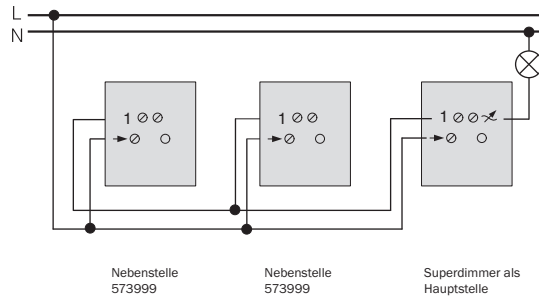 L
N
1
1
1
Nebenstelle
573999
Nebenstelle
573999
Superdimmer als
Hauptstelle